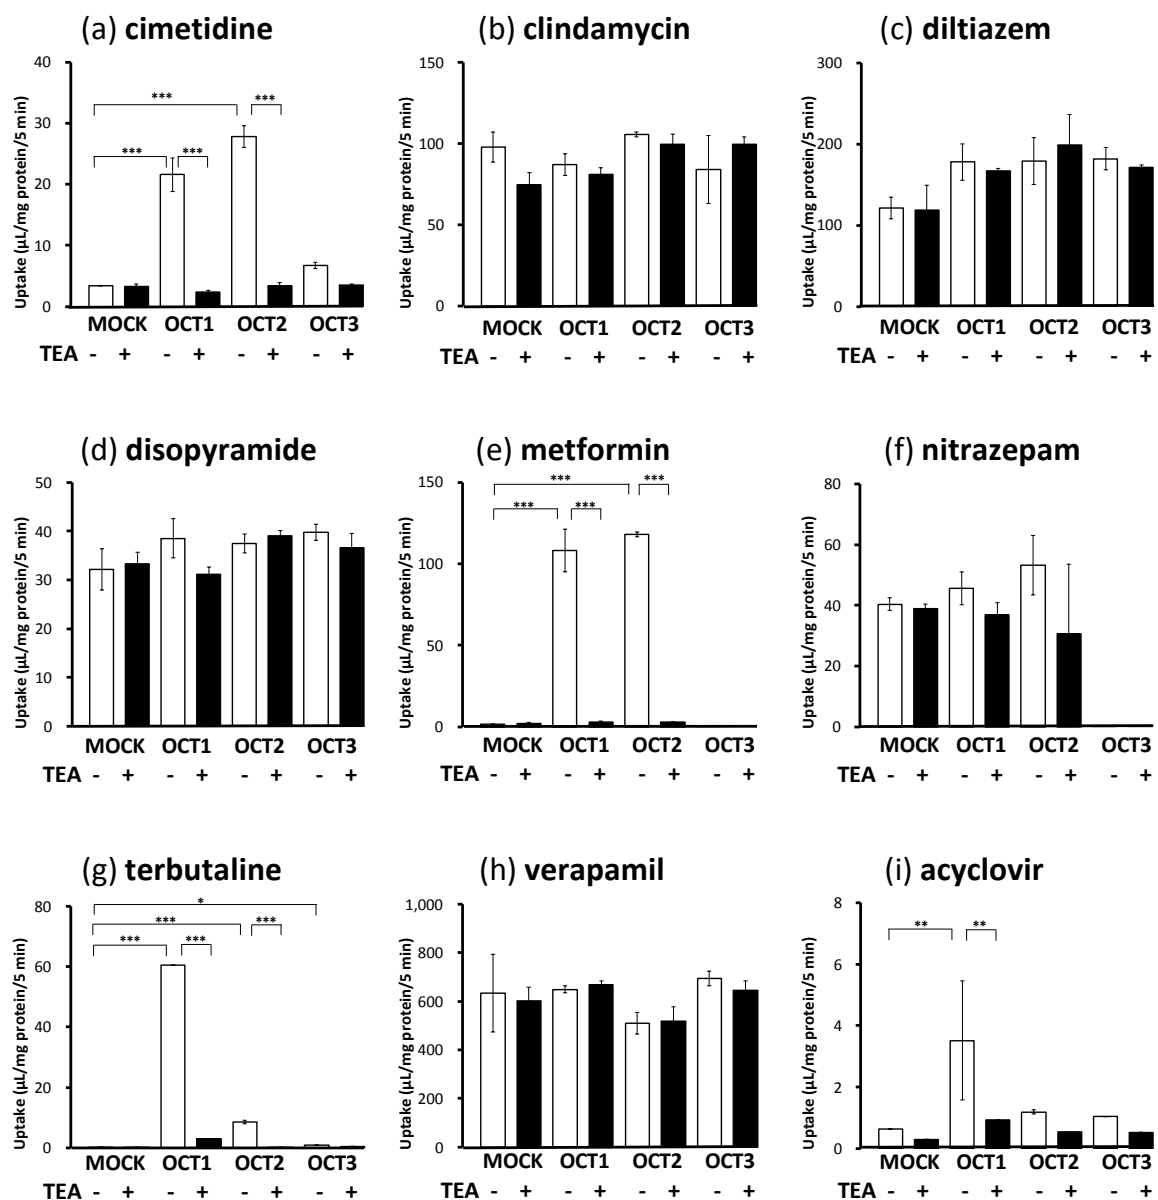 (a) cimetidine
Uptake (µL/mg protein/5 min)
40
30
20
10
0
***
***
***
***
MOCK OCT1 OCT2 OCT3
TEA - + - + - + - +
(b) clindamycin
Uptake (µL/mg protein/5 min)
150
100
50
0
MOCK OCT1 OCT2 OCT3
TEA - + - + - + - +
(c) diltiazem
Uptake (µL/mg protein/5 min)
300
200
100
0
MOCK OCT1 OCT2 OCT3
TEA - + - + - + - +
(d) disopyramide
Uptake (µL/mg protein/5 min)
50
40
30
20
10
0
MOCK OCT1 OCT2 OCT3
TEA - + - + - + - +
(e) metformin
Uptake (µL/mg protein/5 min)
150
100
50
0
***
***
***
***
MOCK OCT1 OCT2 OCT3
TEA - + - + - + - +
(f) nitrazepam
Uptake (µL/mg protein/5 min)
80
60
40
20
0
MOCK OCT1 OCT2 OCT3
TEA - + - + - + - +
(g) terbutaline
Uptake (µL/mg protein/5 min)
80
60
40
20
0
*
***
***
***
***
MOCK OCT1 OCT2 OCT3
TEA - + - + - + - +
(h) verapamil
Uptake (µL/mg protein/5 min)
1,000
800
600
400
200
0
MOCK OCT1 OCT2 OCT3
TEA - + - + - + - +
(i) acyclovir
Uptake (µL/mg protein/5 min)
8
6
4
2
0
**
**
MOCK OCT1 OCT2 OCT3
TEA - + - + - + - +